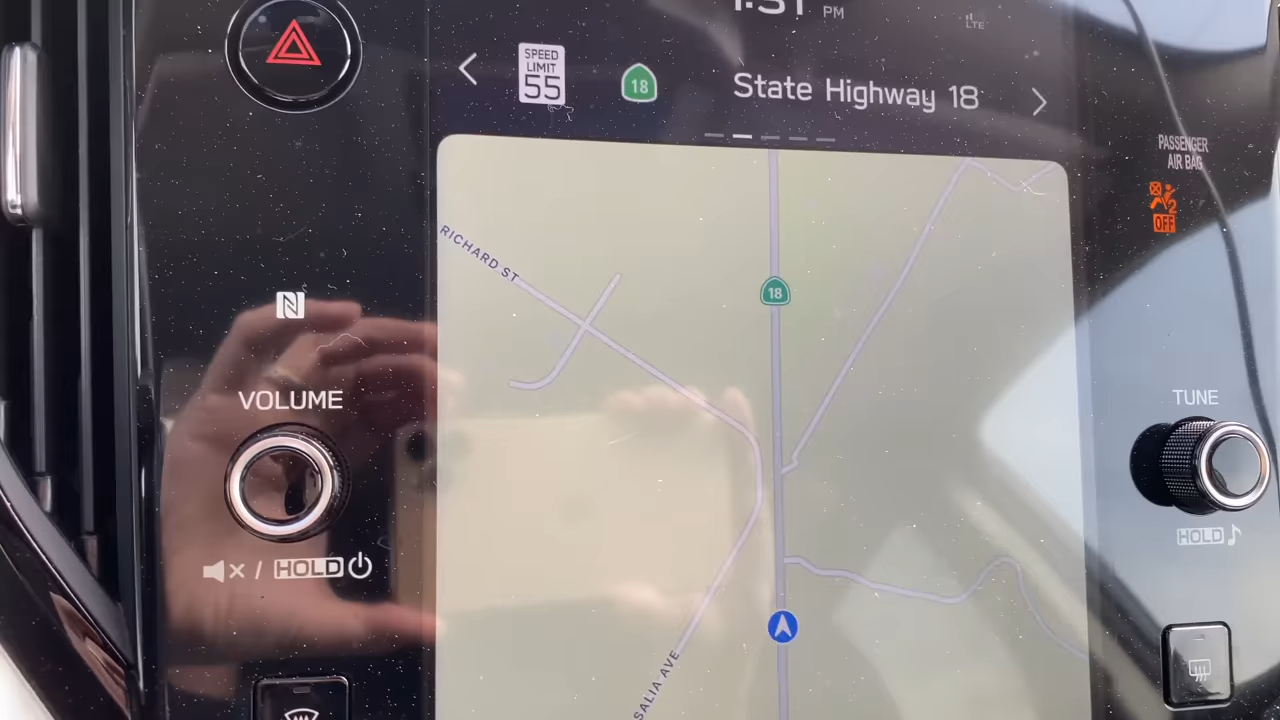 1:31 PM
LTE
SPEED
LIMIT
55
18
State Highway 18
PASSENGER
AIR BAG
2
OFF
RICHARD ST
18
VOLUME
TUNE
HOLD
HOLD
SALIA AVE